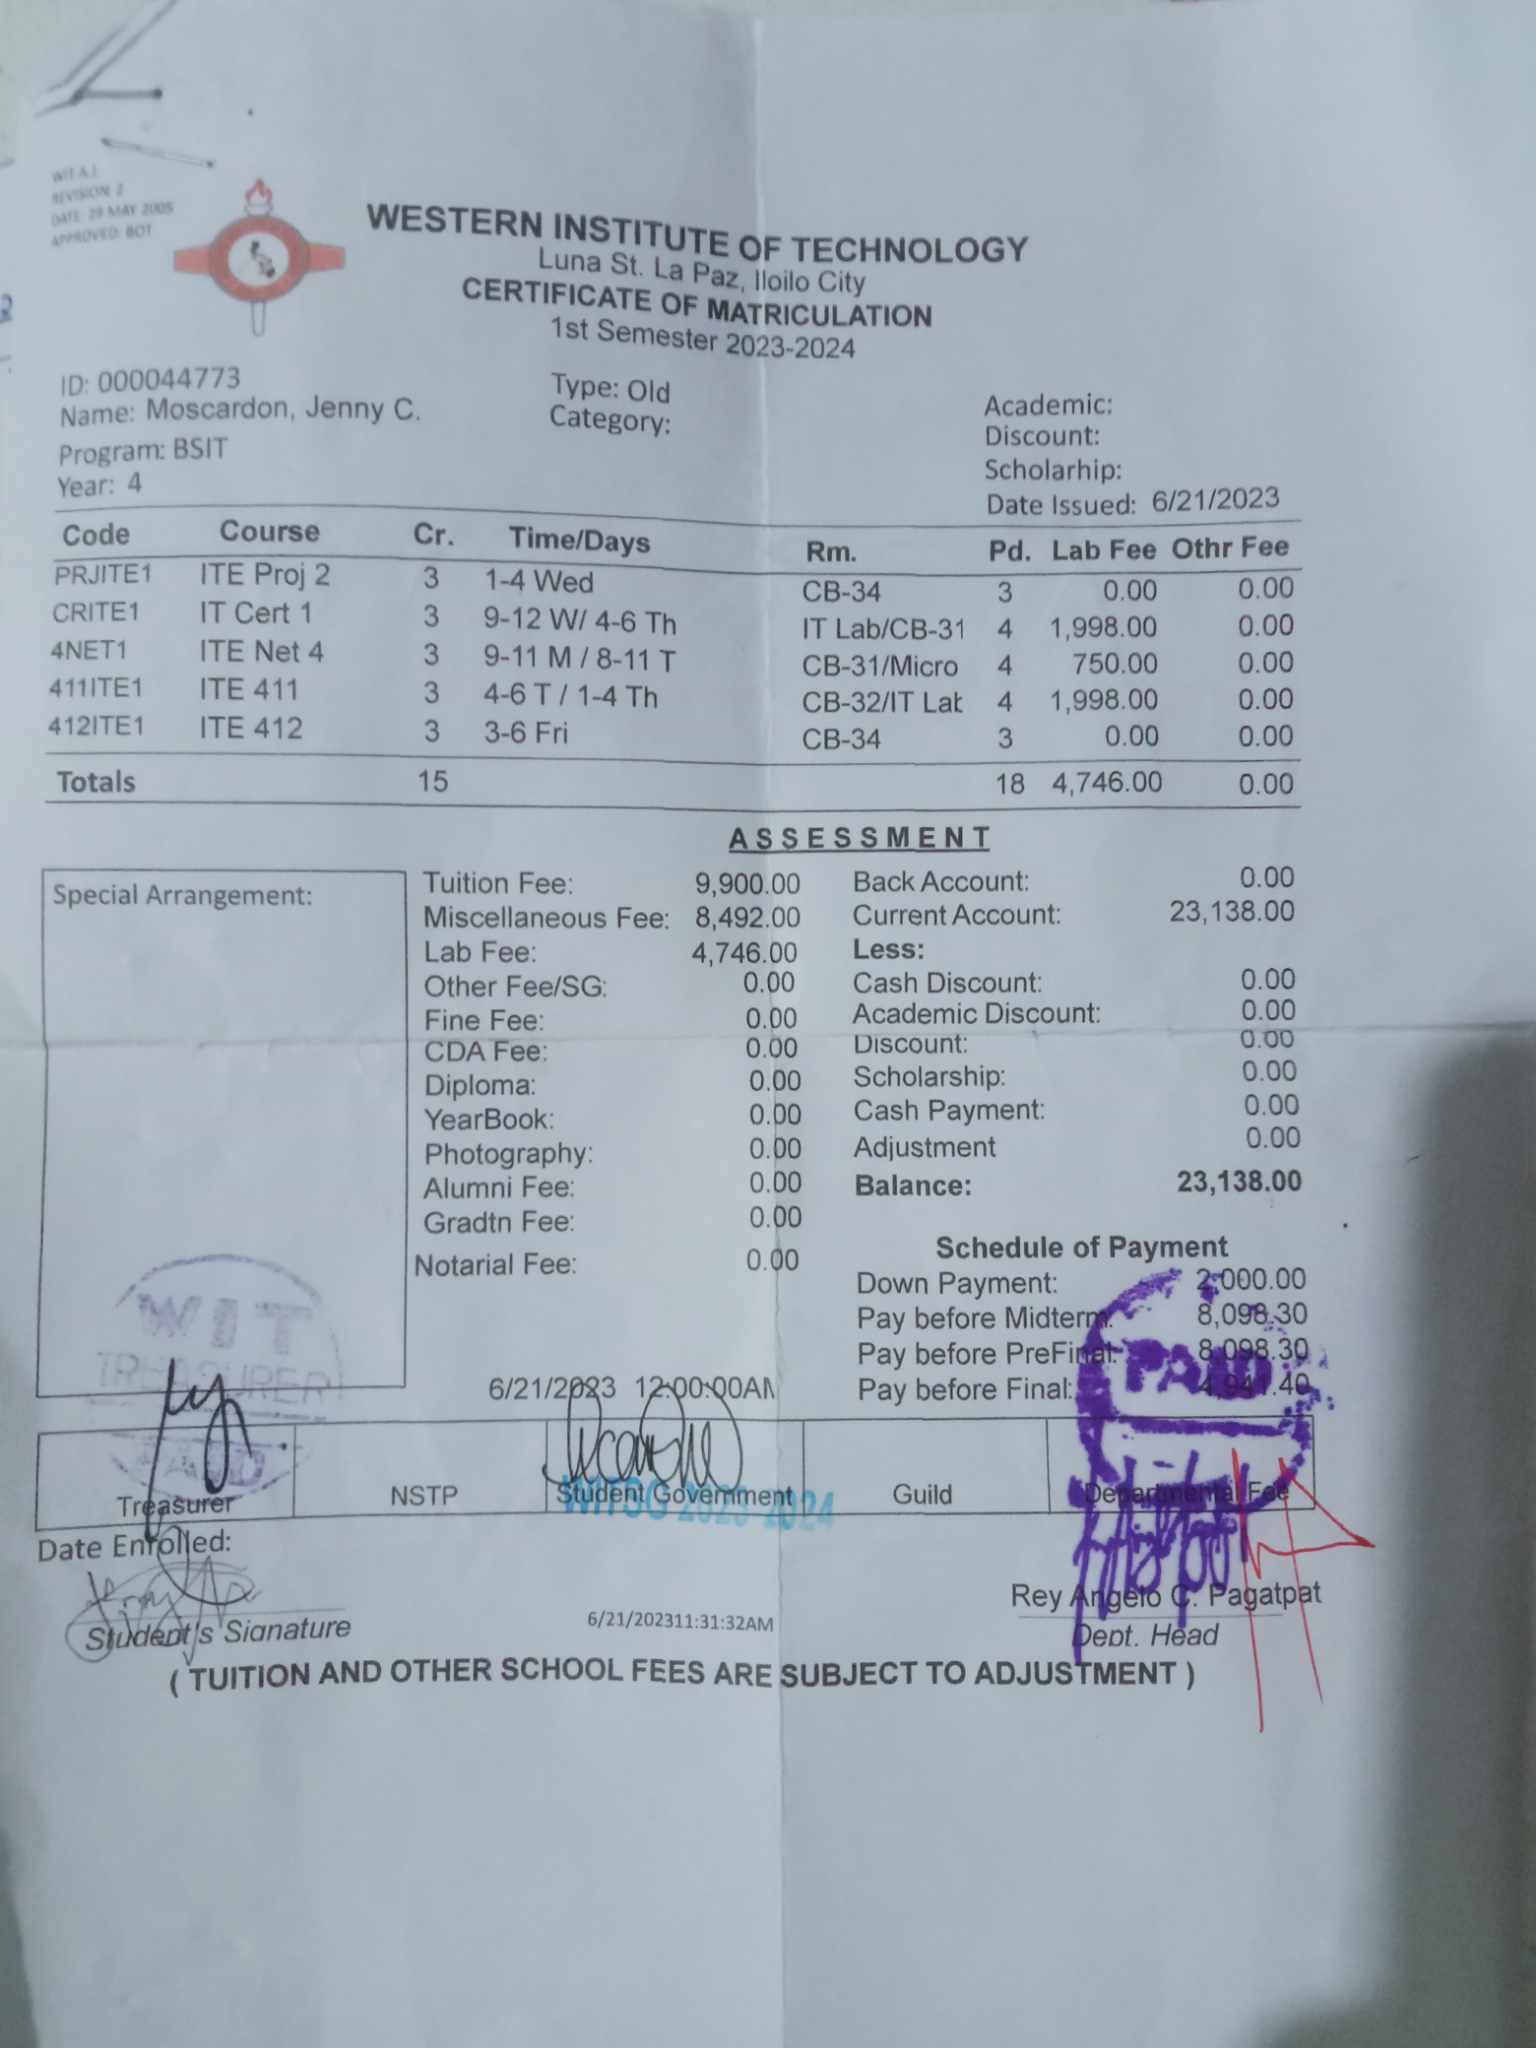 WIT A.I.
REVISION: 2
DATE: 29 MAY 2005
APPROVED: BOT
WESTERN INSTITUTE OF TECHNOLOGY
Luna St. La Paz, Iloilo City
CERTIFICATE OF MATRICULATION
1st Semester 2023-2024
ID: 000044773
Name: Moscardon, Jenny C.
Program: BSIT
Year: 4
Type: Old
Category:
Academic:
Discount:
Scholarhip:
Date Issued: 6/21/2023
Code Course Cr. Time/Days Rm. Pd. Lab Fee Othr Fee
PRJITE1 ITE Proj 2 3 1-4 Wed CB-34 3 0.00 0.00
CRITE1 IT Cert 1 3 9-12 W/ 4-6 Th IT Lab/CB-31 4 1,998.00 0.00
4NET1 ITE Net 4 3 9-11 M / 8-11 T CB-31/Micro 4 750.00 0.00
411ITE1 ITE 411 3 4-6 T / 1-4 Th CB-32/IT Lab 4 1,998.00 0.00
412ITE1 ITE 412 3 3-6 Fri CB-34 3 0.00 0.00
Totals 15 18 4,746.00 0.00
ASSESSMENT
Special Arrangement:
Tuition Fee: 9,900.00
Miscellaneous Fee: 8,492.00
Lab Fee: 4,746.00
Other Fee/SG: 0.00
Fine Fee: 0.00
CDA Fee: 0.00
Diploma: 0.00
YearBook: 0.00
Photography: 0.00
Alumni Fee: 0.00
Gradtn Fee: 0.00
Notarial Fee: 0.00
Back Account: 0.00
Current Account: 23,138.00
Less:
Cash Discount: 0.00
Academic Discount: 0.00
Discount: 0.00
Scholarship: 0.00
Cash Payment: 0.00
Adjustment 0.00
Balance: 23,138.00
Schedule of Payment
Down Payment: 2,000.00
Pay before Midterm: 8,098.30
Pay before PreFinal: 8,098.30
Pay before Final: 4,941.40
WIT
TREASURER
PAID
PAID
6/21/2023 12:00:00AM
Treasurer NSTP Student Government Guild Departmental Fee
WITSG 2023-2024
Date Enrolled:
Student's Signature
6/21/202311:31:32AM
Rey Angelo C. Pagatpat
Dept. Head
( TUITION AND OTHER SCHOOL FEES ARE SUBJECT TO ADJUSTMENT )